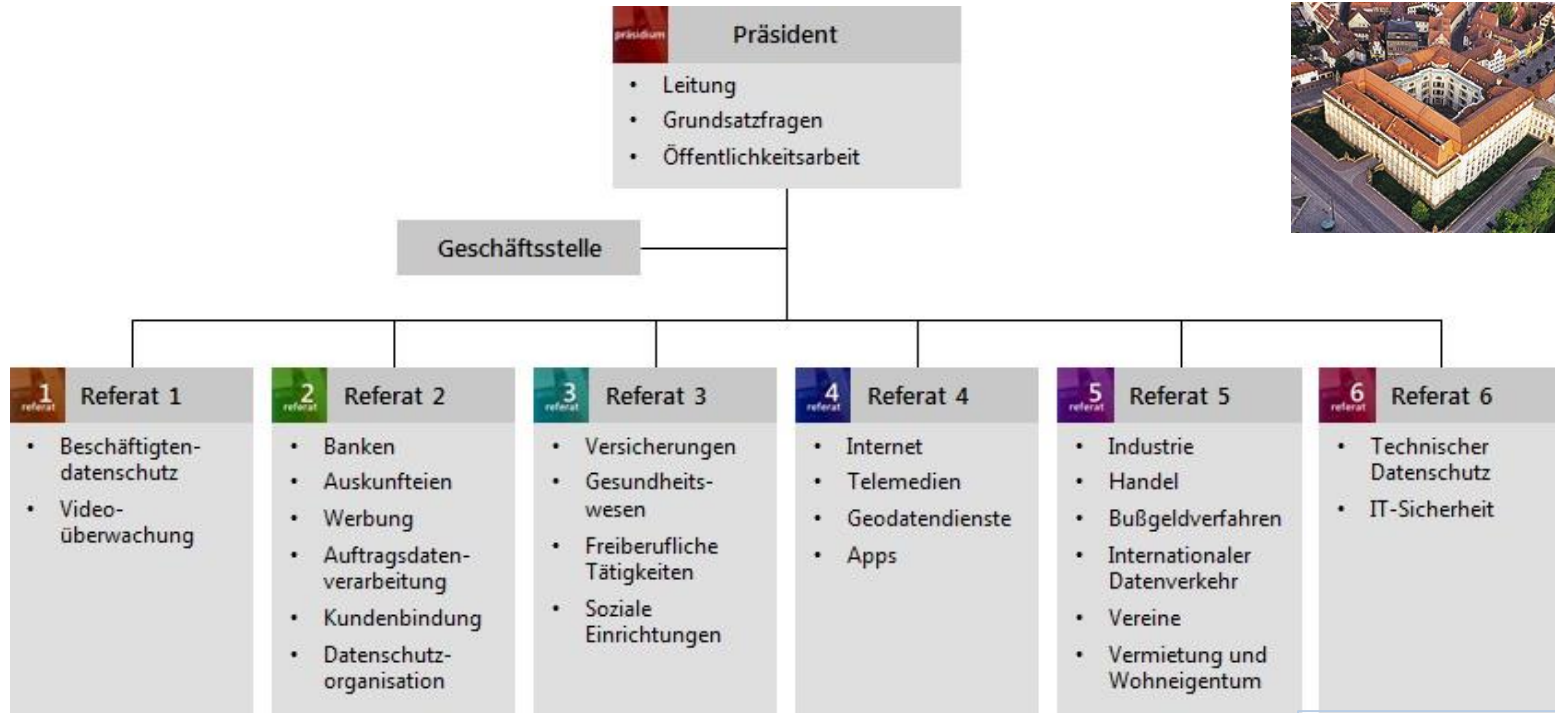 präsidium
Präsident
• Leitung
• Grundsatzfragen
• Öffentlichkeitsarbeit
Geschäftsstelle
1
referat
Referat 1
• Beschäftigten-
datenschutz
• Video-
überwachung
2
referat
Referat 2
• Banken
• Auskunfteien
• Werbung
• Auftragsdaten-
verarbeitung
• Kundenbindung
• Datenschutz-
organisation
3
referat
Referat 3
• Versicherungen
• Gesundheits-
wesen
• Freiberufliche
Tätigkeiten
• Soziale
Einrichtungen
4
referat
Referat 4
• Internet
• Telemedien
• Geodatendienste
• Apps
5
referat
Referat 5
• Industrie
• Handel
• Bußgeldverfahren
• Internationaler
Datenverkehr
• Vereine
• Vermietung und
Wohneigentum
6
referat
Referat 6
• Technischer
Datenschutz
• IT-Sicherheit